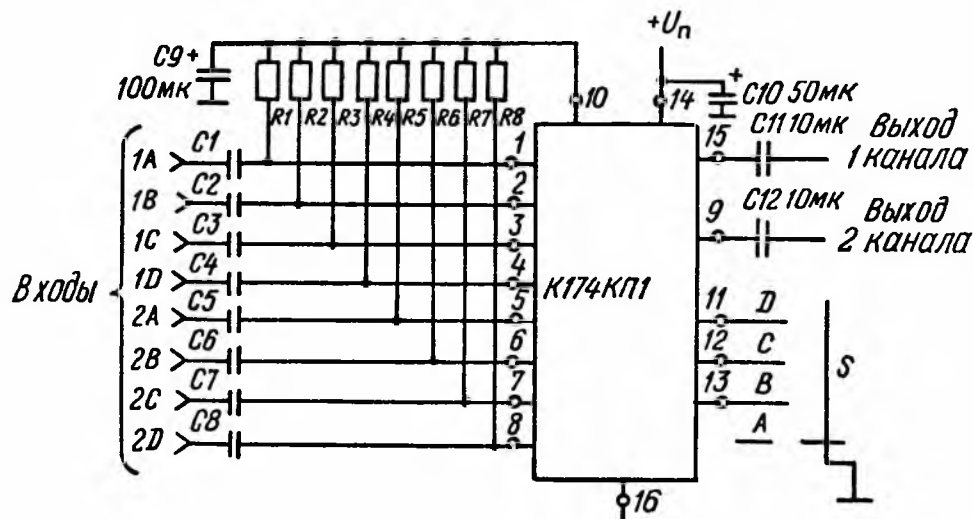 +Uп
C9 +
100мк
10
14
+
C10 50мк
R1 R2 R3 R4 R5 R6 R7 R8
C11 10мк
Выход
1 канала
15
1A C1 1
1B C2 2
C12 10мк
Выход
2 канала
9
1C C3 3
1D C4 4
Входы
К174КП1
2A C5 5
11 D
2B C6 6
12 C
S
2C C7 7
13 B
2D C8 8
A
16